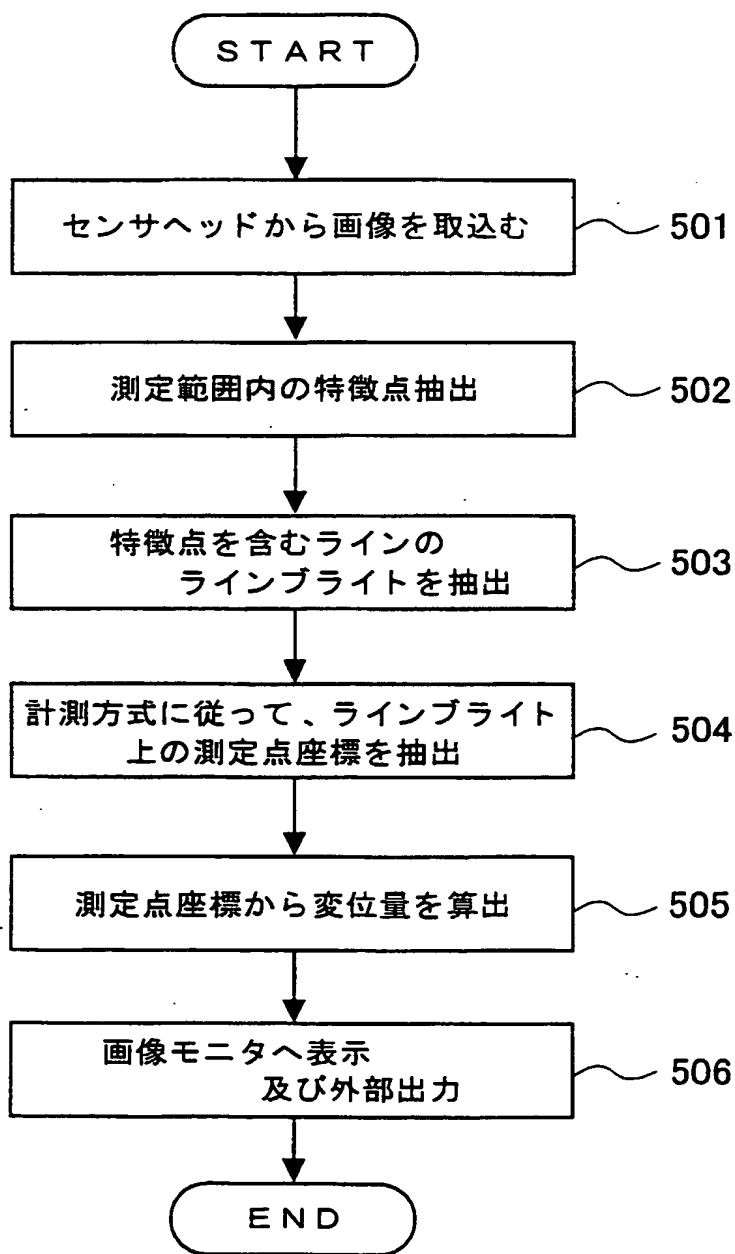 START
センサヘッドから画像を取込む
501
測定範囲内の特徴点抽出
502
特徴点を含むラインの
ラインブライトを抽出
503
計測方式に従って、ラインブライト
上の測定点座標を抽出
504
測定点座標から変位量を算出
505
画像モニタへ表示
及び外部出力
506
END